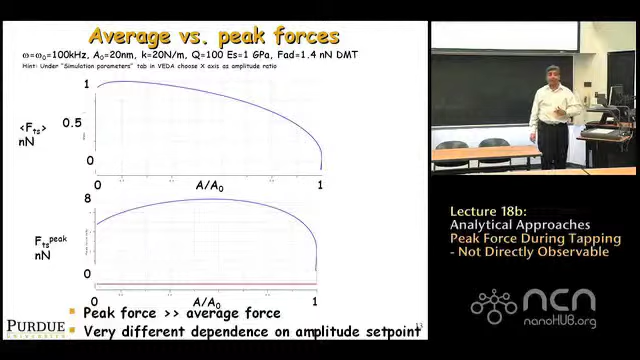 Average vs. peak forces
ω=ω0=100kHz, A0=20nm, k=20N/m, Q=100 Es=1 GPa, Fad=1.4 nN DMT
Hint: Under "Simulation parameters" tab in VEDA choose X axis as amplitude ratio
1
<Fts>
nN
0.5
0
0
A/A0
1
8
Fts peak
nN
0
0
A/A0
1
Peak force >> average force
Very different dependence on amplitude setpoint
PURDUE
UNIVERSITY
Lecture 18b:
Analytical Approaches
Peak Force During Tapping
- Not Directly Observable
ncn
nanoHUB.org